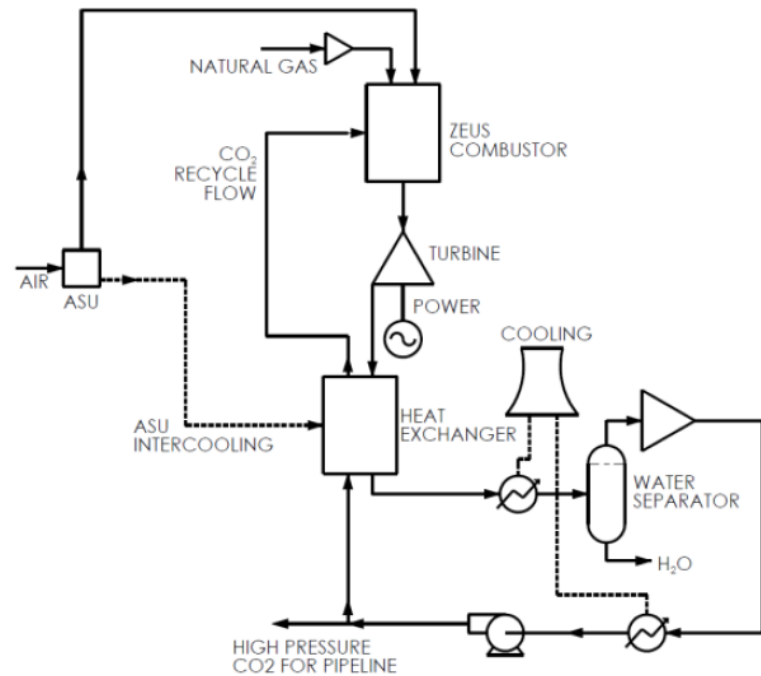 NATURAL GAS
ZEUS
COMBUSTOR
CO₂
RECYCLE
FLOW
TURBINE
AIR
ASU
POWER
COOLING
ASU
INTERCOOLING
HEAT
EXCHANGER
WATER
SEPARATOR
H₂O
HIGH PRESSURE
CO2 FOR PIPELINE